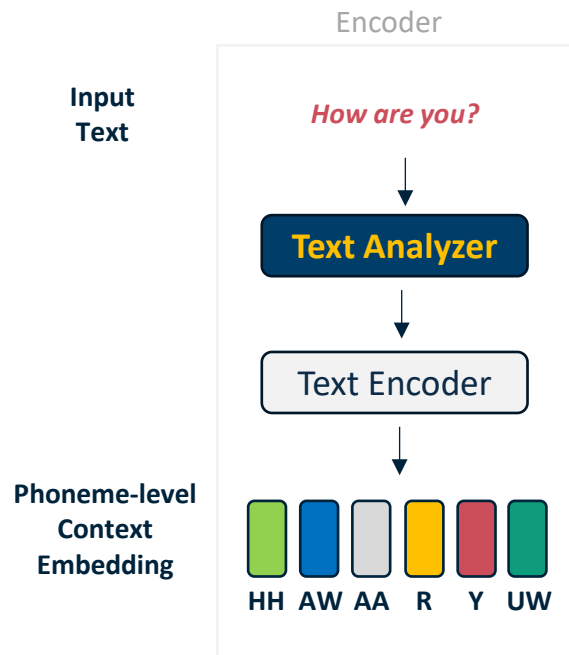 Encoder
Input
Text
How are you?
Text Analyzer
Text Encoder
Phoneme-level
Context
Embedding
HH AW AA R Y UW